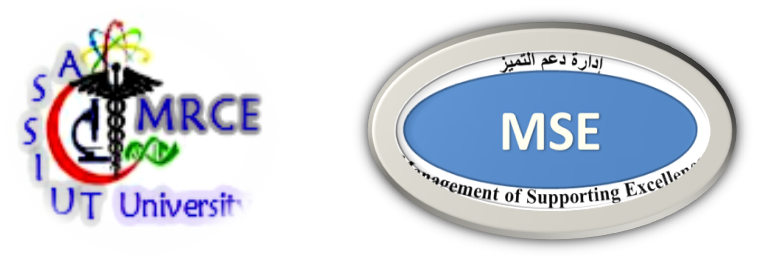 ASSIUT
MRCE
University
إدارة دعم التميز
MSE
Management of Supporting Excellence